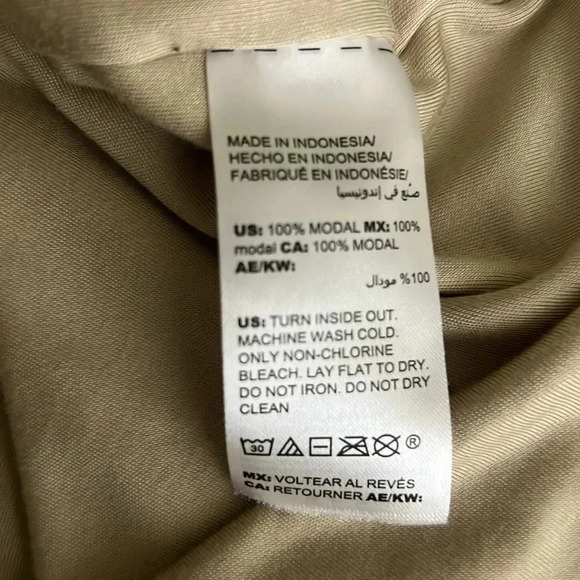 MADE IN INDONESIA/
HECHO EN INDONESIA/
FABRIQUÉ EN INDONÉSIE/
صُنع في إندونيسيا
US: 100% MODAL MX: 100%
modal CA: 100% MODAL
AE/KW:
100% مودال
US: TURN INSIDE OUT.
MACHINE WASH COLD.
ONLY NON-CHLORINE
BLEACH. LAY FLAT TO DRY.
DO NOT IRON. DO NOT DRY
CLEAN
30 ®
MX: VOLTEAR AL REVÉS
CA: RETOURNER AE/KW: